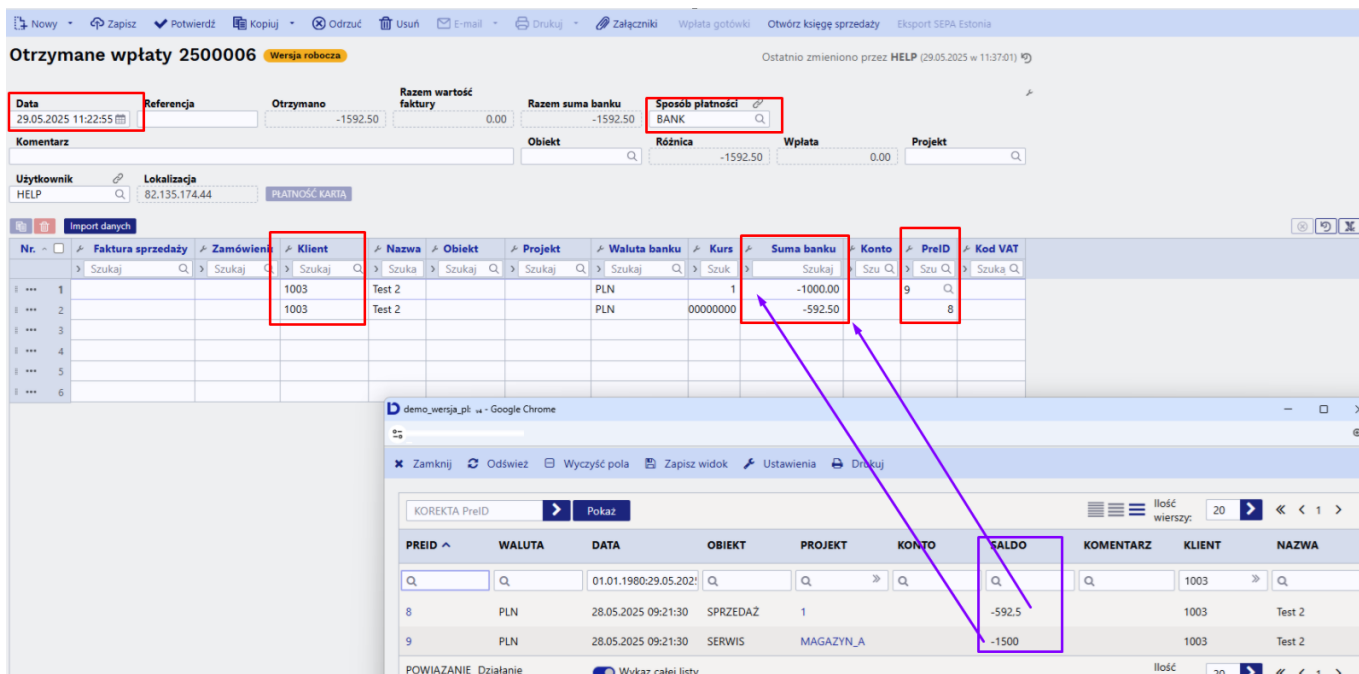 Nowy Zapisz Potwierdź Kopiuj Odrzuć Usuń E-mail Drukuj Załączniki Wpłata gotówki Otwórz księgę sprzedaży Eksport SEPA Estonia
Otrzymane wpłaty 2500006 Wersja robocza Ostatnio zmieniono przez HELP (29.05.2025 w 11:37:01)
Data Referencja Otrzymano Razem wartość faktury Razem suma banku Sposób płatności
29.05.2025 11:22:55 -1592.50 0.00 -1592.50 BANK
Komentarz Obiekt Różnica Wpłata Projekt
-1592.50 0.00
Użytkownik Lokalizacja
HELP 82.135.174.44 PŁATNOŚĆ KARTĄ
Import danych
Nr. Faktura sprzedaży Zamówieni Klient Nazwa Obiekt Projekt Waluta banku Kurs Suma banku Konto PreID Kod VAT
Szukaj Szukaj Szukaj Szuka Szukaj Szukaj Szukaj Szuk Szukaj Szu Szu Szuka
1 1003 Test 2 PLN 1 -1000.00 9
2 1003 Test 2 PLN 00000000 -592.50 8
3
4
5
6
demo_wersja_pl: v4 - Google Chrome
Zamknij Odśwież Wyczyść pola Zapisz widok Ustawienia Drukuj
KOREKTA PreID Pokaż Ilość wierszy: 20 1
PREID WALUTA DATA OBIEKT PROJEKT KONTO SALDO KOMENTARZ KLIENT NAZWA
01.01.1980:29.05.202 1003
8 PLN 28.05.2025 09:21:30 SPRZEDAŻ 1 -592.5 1003 Test 2
9 PLN 28.05.2025 09:21:30 SERWIS MAGAZYN_A -1500 1003 Test 2
POWIĄZANIE Działanie Wykaz całej listy Ilość 20 1